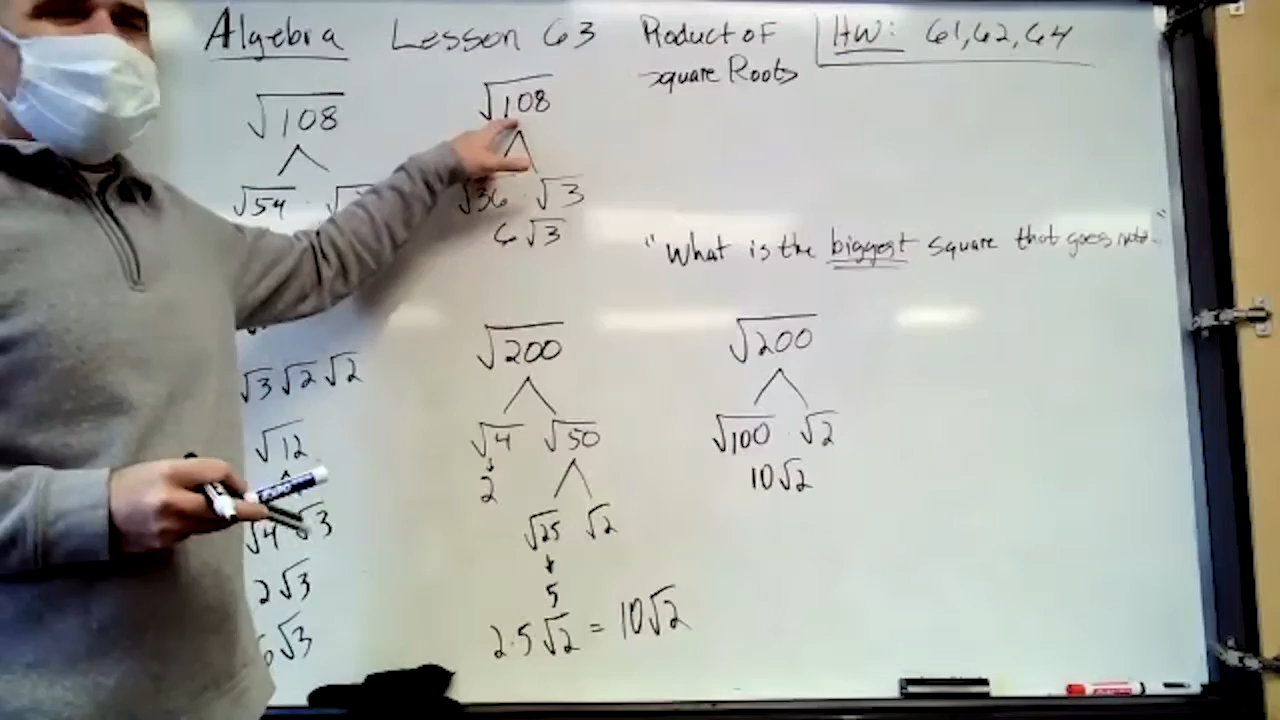 Algebra Lesson 63 Product of Square Roots
HW: 61, 62, 64
√108
√54 · √
√3 √2 √2
√12
√4 √3
2√3
6√3
√108
√36 · √3
6√3
"What is the biggest square that goes into"
√200
√4 √50
2
√25 √2
5
2·5√2 = 10√2
√200
√100 · √2
10√2